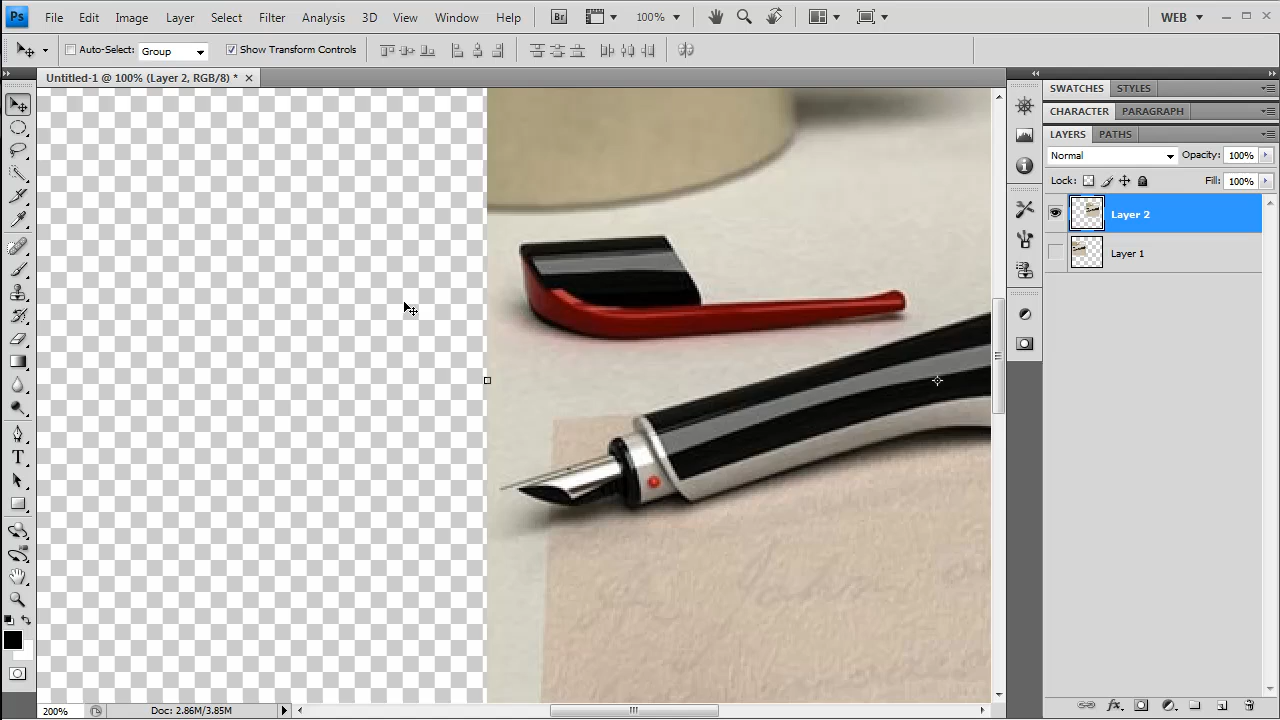 Ps File Edit Image Layer Select Filter Analysis 3D View Window Help Br 100% WEB
Auto-Select: Group Show Transform Controls
Untitled-1 @ 100% (Layer 2, RGB/8) *
SWATCHES STYLES
CHARACTER PARAGRAPH
LAYERS PATHS
Normal Opacity: 100%
Lock: Fill: 100%
Layer 2
Layer 1
T
fx
200% Doc: 2.86M/3.85M